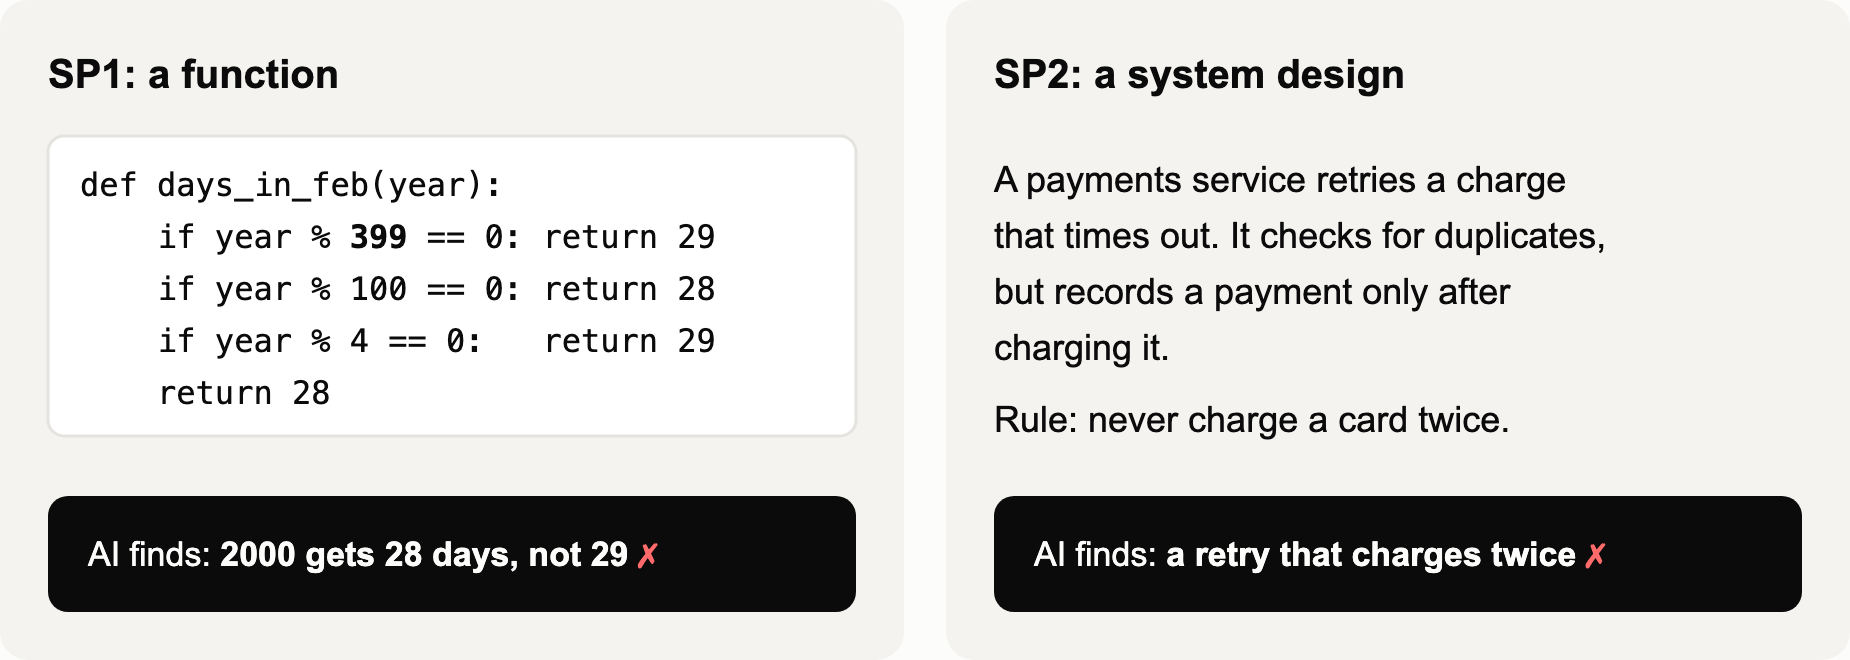 SP1: a function
def days_in_feb(year):
    if year % 399 == 0: return 29
    if year % 100 == 0: return 28
    if year % 4 == 0:   return 29
    return 28
AI finds: 2000 gets 28 days, not 29 ✗
SP2: a system design
A payments service retries a charge
that times out. It checks for duplicates,
but records a payment only after
charging it.
Rule: never charge a card twice.
AI finds: a retry that charges twice ✗